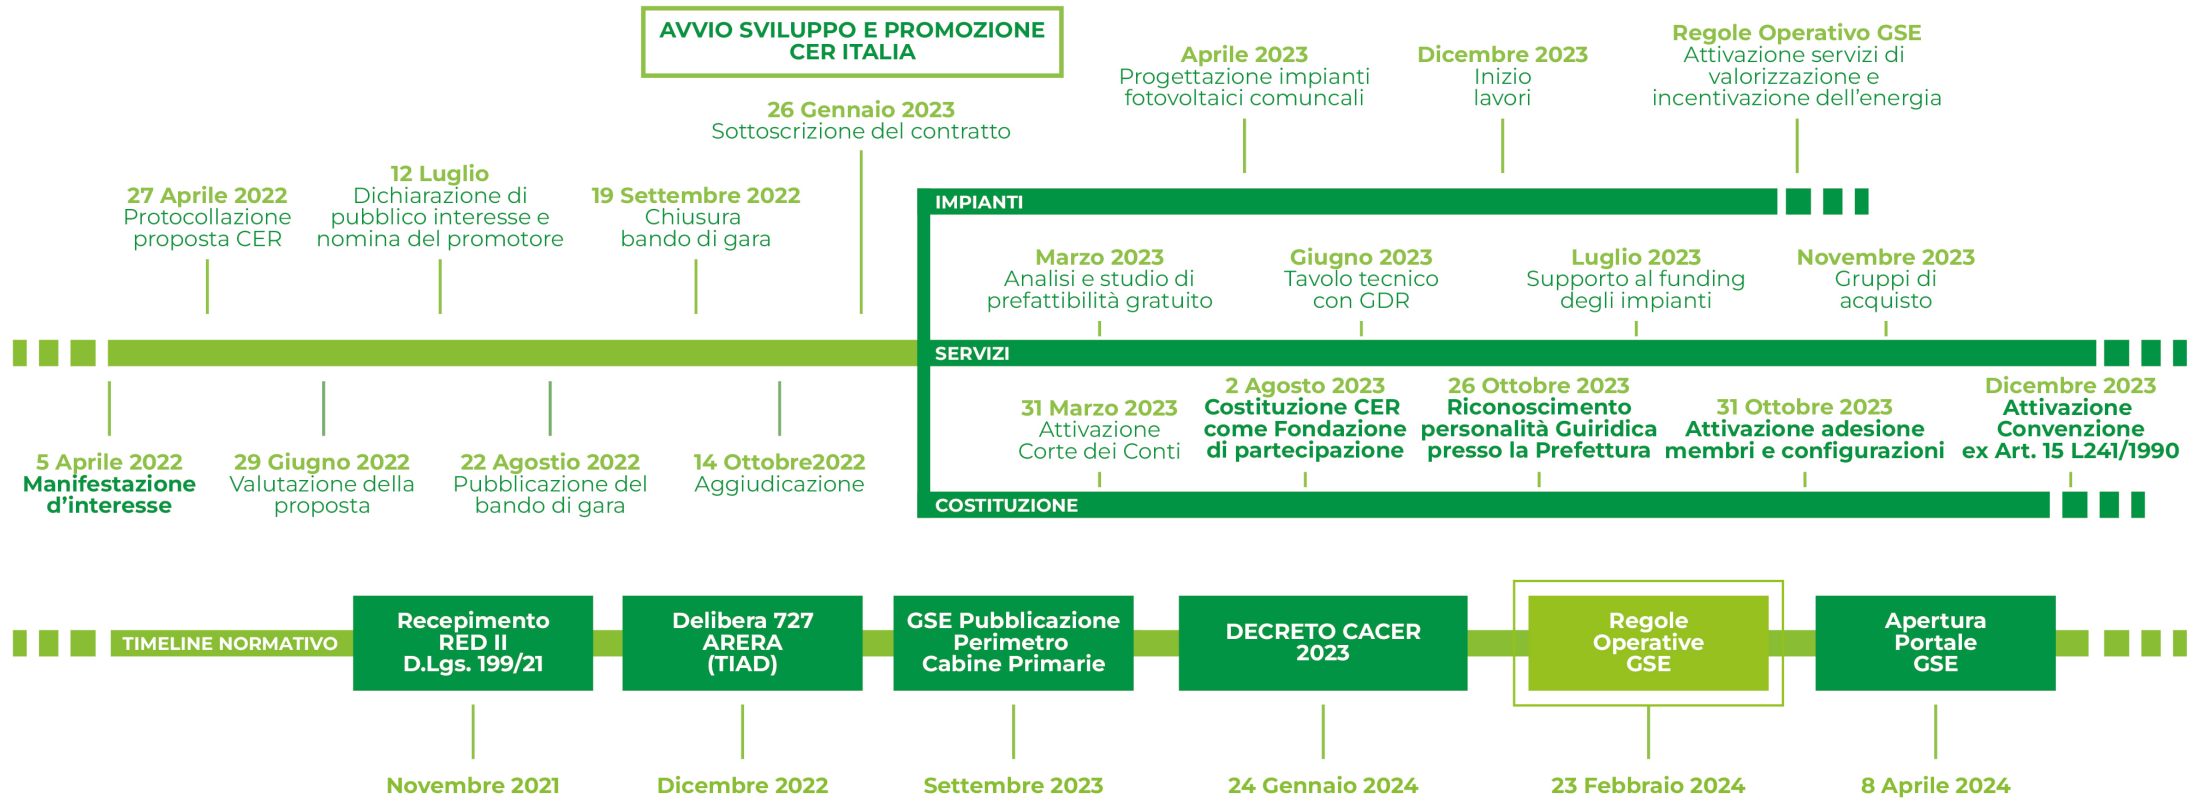 AVVIO SVILUPPO E PROMOZIONE
CER ITALIA
26 Gennaio 2023
Sottoscrizione del contratto
27 Aprile 2022
Protocollazione
proposta CER
12 Luglio
Dichiarazione di
pubblico interesse e
nomina del promotore
19 Settembre 2022
Chiusura
bando di gara
5 Aprile 2022
Manifestazione
d'interesse
29 Giugno 2022
Valutazione della
proposta
22 Agostio 2022
Pubblicazione del
bando di gara
14 Ottobre2022
Aggiudicazione
Aprile 2023
Progettazione impianti
fotovoltaici comuncali
Dicembre 2023
Inizio
lavori
Regole Operativo GSE
Attivazione servizi di
valorizzazione e
incentivazione dell'energia
IMPIANTI
Marzo 2023
Analisi e studio di
prefattibilità gratuito
Giugno 2023
Tavolo tecnico
con GDR
Luglio 2023
Supporto al funding
degli impianti
Novembre 2023
Gruppi di
acquisto
SERVIZI
31 Marzo 2023
Attivazione
Corte dei Conti
2 Agosto 2023
Costituzione CER
come Fondazione
di partecipazione
26 Ottobre 2023
Riconoscimento
personalità Guiridica
presso la Prefettura
31 Ottobre 2023
Attivazione adesione
membri e configurazioni
Dicembre 2023
Attivazione
Convenzione
ex Art. 15 L241/1990
COSTITUZIONE
TIMELINE NORMATIVO
Recepimento
RED II
D.Lgs. 199/21
Novembre 2021
Delibera 727
ARERA
(TIAD)
Dicembre 2022
GSE Pubblicazione
Perimetro
Cabine Primarie
Settembre 2023
DECRETO CACER
2023
24 Gennaio 2024
Regole
Operative
GSE
23 Febbraio 2024
Apertura
Portale
GSE
8 Aprile 2024